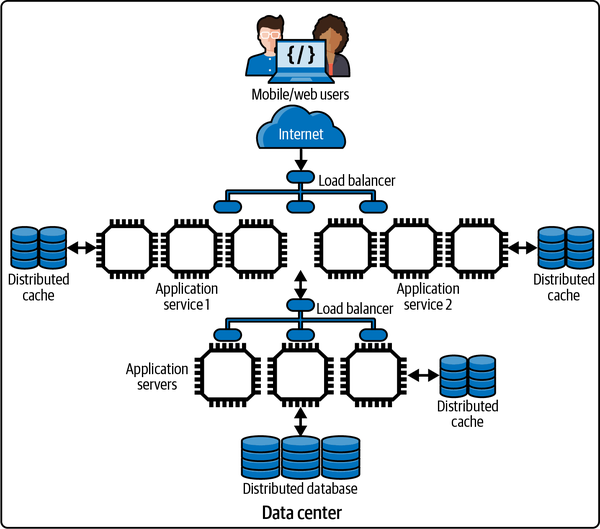 {/}
Mobile/web users
Internet
Load balancer
Distributed
cache
Application
service 1
Application
service 2
Distributed
cache
Load balancer
Application
servers
Distributed
cache
Distributed database
Data center